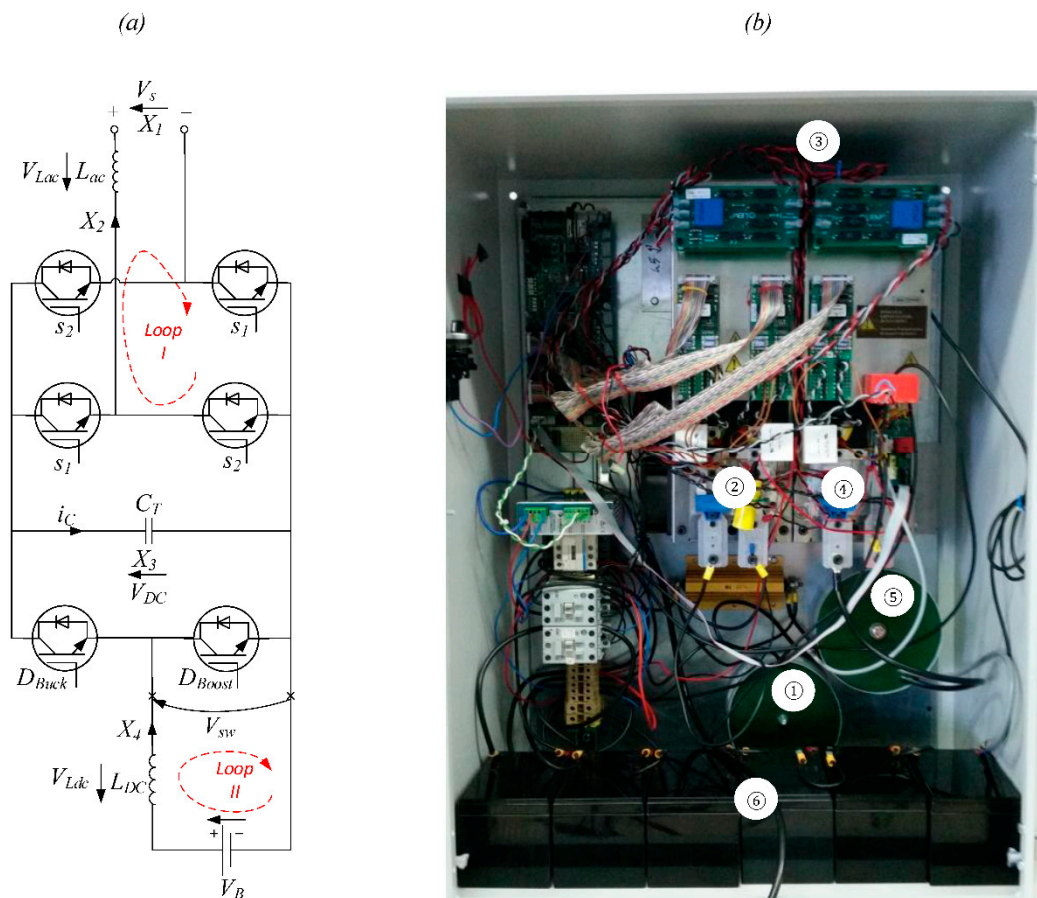 (a)
(b)
V_s
+ −
X_1
V_Lac L_ac
X_2
s_2 s_1
Loop
I
s_1 s_2
i_C C_T
X_3
V_DC
D_Buck D_Boost
V_sw
X_4
V_Ldc L_DC
Loop
II
+ −
V_B
③
②
④
⑤
①
⑥